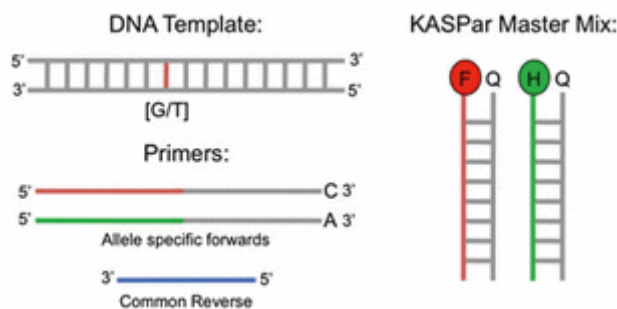 DNA Template:
5' 3'
3' 5'
[G/T]
Primers:
5' C 3'
5' A 3'
Allele specific forwards
3' 5'
Common Reverse
KASPar Master Mix:
F Q H Q